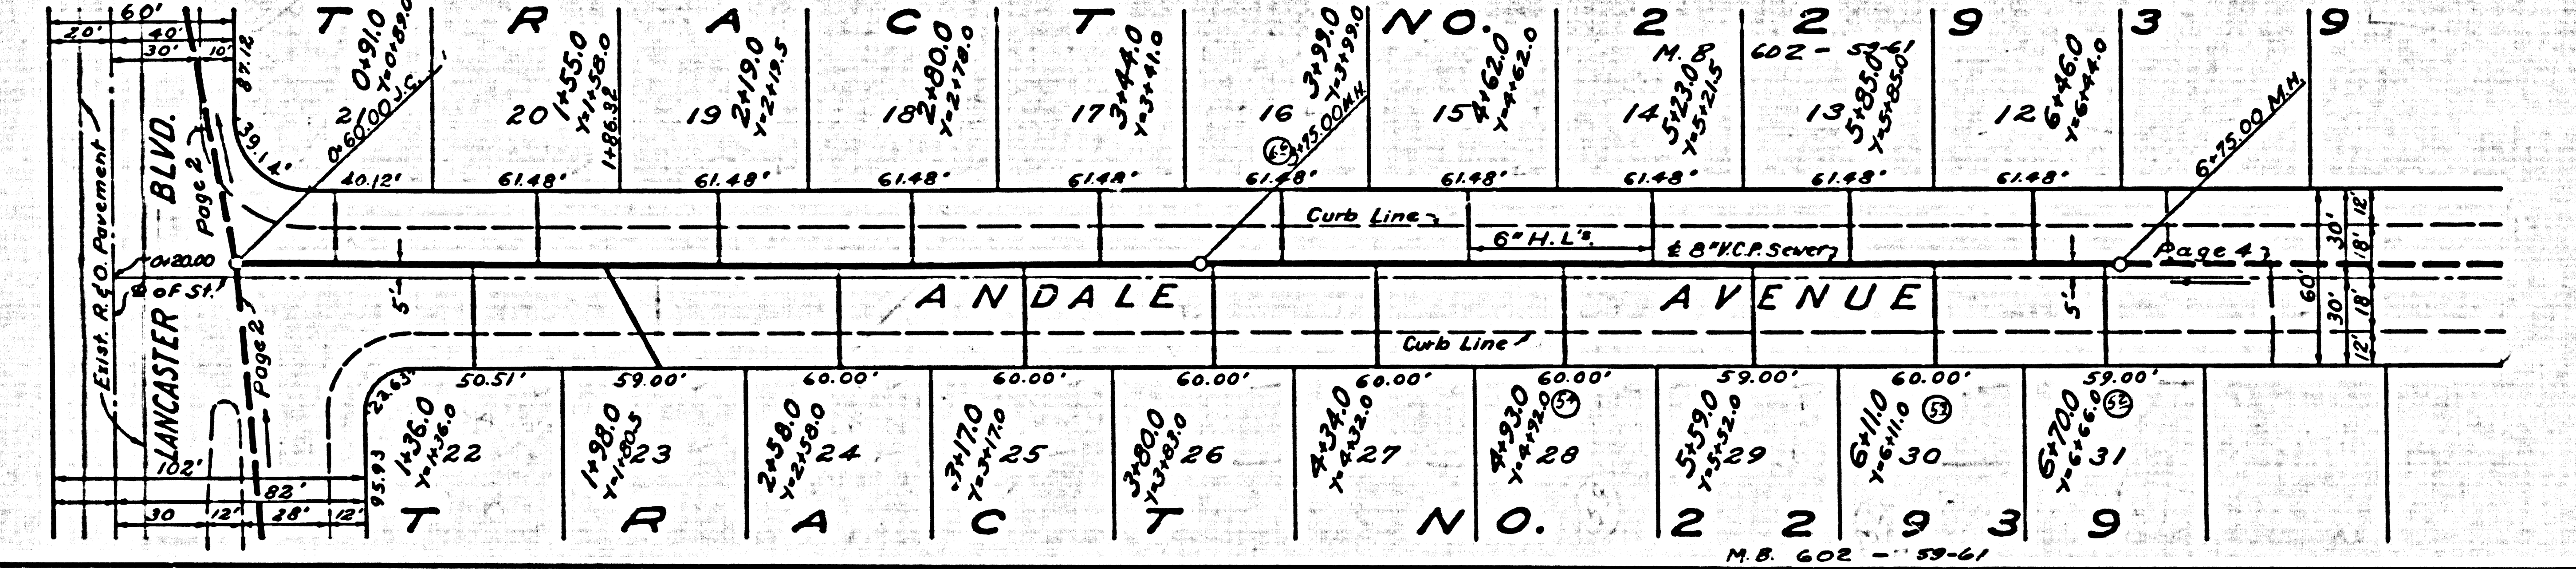 TRACT NO. 22939
M.B. 602 - 59-61
60'
20' 40'
30' 10'
87.12
39.14'
0+91.0
Y=0+89.0
0+60.00 J.C.
20
1+55.0
Y=1+58.0
1+86.32
19
2+19.0
Y=2+19.5
18
2+80.0
Y=2+78.0
17
3+44.0
Y=3+41.0
16
3+99.0
Y=3+99.0
3+95.00 M.H.
15
4+62.0
Y=4+62.0
14
5+23.0
Y=5+21.5
13
5+85.0
Y=5+85.0
12
6+46.0
Y=6+44.0
6+75.00 M.H.
40.12' 61.48' 61.48' 61.48' 61.48' 61.48' 61.48' 61.48' 61.48' 61.48'
Exist. R. & O. Pavement
LANCASTER BLVD.
Page 2
Curb Line
6" H.L's.
℄ 8" V.C.P. Sewer
Page 4
0+20.00
℄ of St.
5'
ANDALE AVENUE
5'
60'
30' 30'
12' 18' 18' 12'
Page 2
Curb Line
22.63'
50.51' 59.00' 60.00' 60.00' 60.00' 60.00' 60.00' 59.00' 60.00' 59.00'
95.93
1+36.0
Y=1+36.0
22
1+98.0
Y=1+80.5
23
2+58.0
Y=2+58.0
24
3+17.0
Y=3+17.0
25
3+80.0
Y=3+83.0
26
4+34.0
Y=4+32.0
27
4+93.0
Y=4+92.0
28
5+59.0
Y=5+52.0
29
6+11.0
Y=6+11.0
30
52
6+70.0
Y=6+66.0
31
52
102'
82'
30 12' 28' 12'
TRACT NO. 22939
M.B. 602 - 59-61